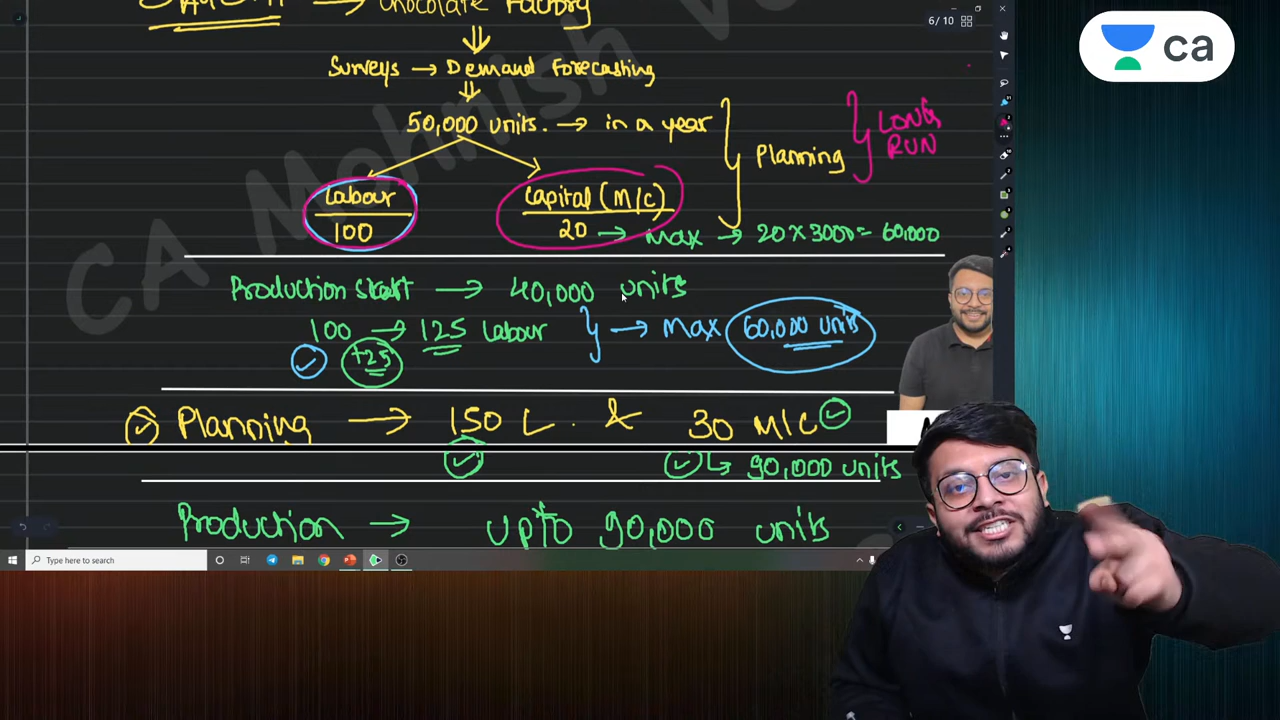 → Chocolate Factory
6/10
ca
Surveys → Demand Forecasting
50,000 units. → in a year
Planning
LONG
RUN
Labour
100
Capital (M/C)
20 → Max → 20 x 3000 = 60,000
Production Start → 40,000 units
100 → 125 Labour → Max 60,000 units
+25
Planning → 150 L. & 30 M/C
90,000 units
Production → upto 90,000 units
Type here to search
CA Mohnish